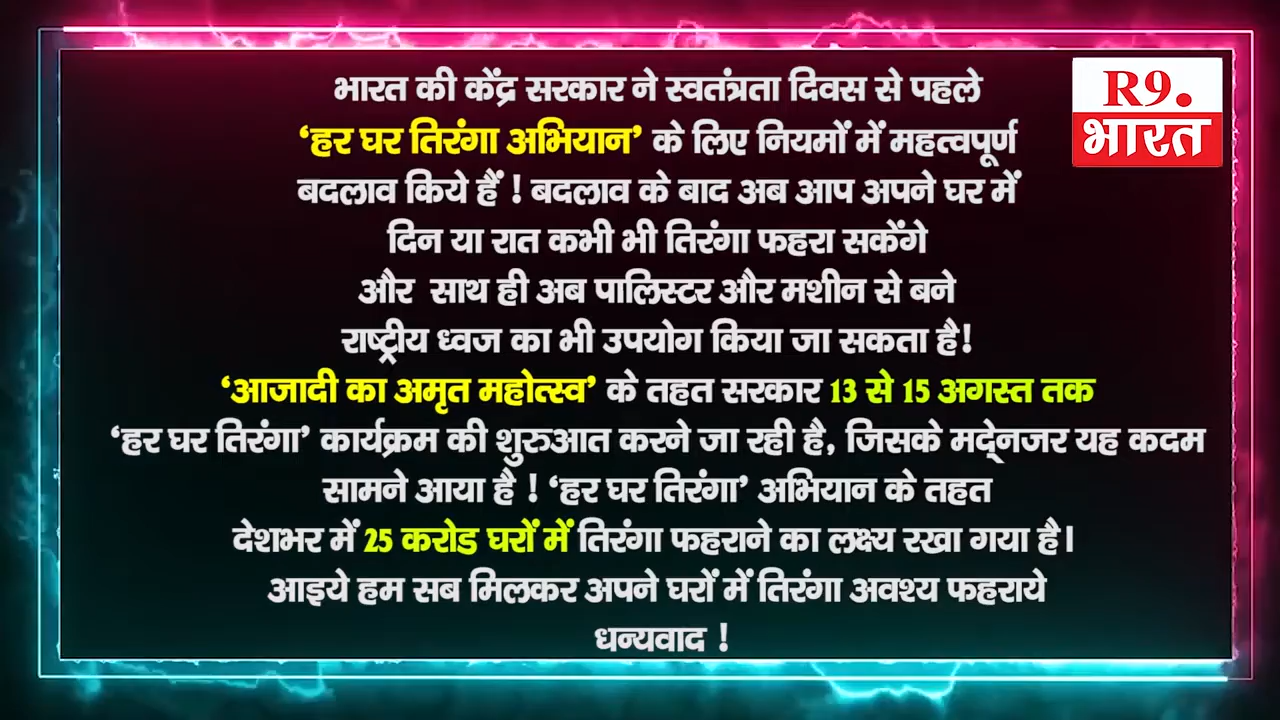 भारत की केंद्र सरकार ने स्वतंत्रता दिवस से पहले
‘हर घर तिरंगा अभियान’ के लिए नियमों में महत्वपूर्ण
बदलाव किये हैं ! बदलाव के बाद अब आप अपने घर में
दिन या रात कभी भी तिरंगा फहरा सकेंगे
और साथ ही अब पालिस्टर और मशीन से बने
राष्ट्रीय ध्वज का भी उपयोग किया जा सकता है!
‘आजादी का अमृत महोत्स्व’ के तहत सरकार 13 से 15 अगस्त तक
‘हर घर तिरंगा’ कार्यक्रम की शुरुआत करने जा रही है, जिसके मद्देनजर यह कदम
सामने आया है ! ‘हर घर तिरंगा’ अभियान के तहत
देशभर में 25 करोड घरों में तिरंगा फहराने का लक्ष्य रखा गया है।
आइये हम सब मिलकर अपने घरों में तिरंगा अवश्य फहराये
धन्यवाद !
R9.
भारत